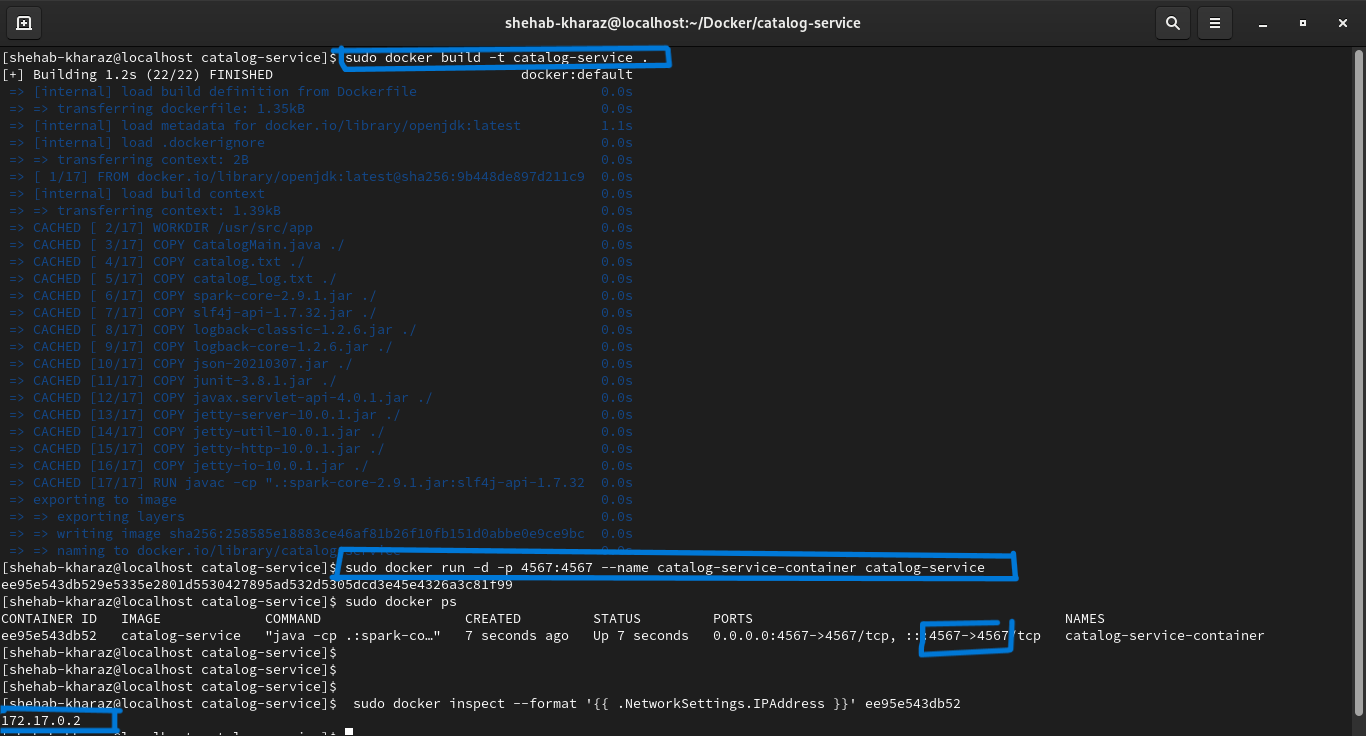 shehab-kharaz@localhost:~/Docker/catalog-service
[shehab-kharaz@localhost catalog-service]$ sudo docker build -t catalog-service .
[+] Building 1.2s (22/22) FINISHED docker:default
=> [internal] load build definition from Dockerfile 0.0s
=> => transferring dockerfile: 1.35kB 0.0s
=> [internal] load metadata for docker.io/library/openjdk:latest 1.1s
=> [internal] load .dockerignore 0.0s
=> => transferring context: 2B 0.0s
=> [ 1/17] FROM docker.io/library/openjdk:latest@sha256:9b448de897d211c9 0.0s
=> [internal] load build context 0.0s
=> => transferring context: 1.39kB 0.0s
=> CACHED [ 2/17] WORKDIR /usr/src/app 0.0s
=> CACHED [ 3/17] COPY CatalogMain.java ./ 0.0s
=> CACHED [ 4/17] COPY catalog.txt ./ 0.0s
=> CACHED [ 5/17] COPY catalog_log.txt ./ 0.0s
=> CACHED [ 6/17] COPY spark-core-2.9.1.jar ./ 0.0s
=> CACHED [ 7/17] COPY slf4j-api-1.7.32.jar ./ 0.0s
=> CACHED [ 8/17] COPY logback-classic-1.2.6.jar ./ 0.0s
=> CACHED [ 9/17] COPY logback-core-1.2.6.jar ./ 0.0s
=> CACHED [10/17] COPY json-20210307.jar ./ 0.0s
=> CACHED [11/17] COPY junit-3.8.1.jar ./ 0.0s
=> CACHED [12/17] COPY javax.servlet-api-4.0.1.jar ./ 0.0s
=> CACHED [13/17] COPY jetty-server-10.0.1.jar ./ 0.0s
=> CACHED [14/17] COPY jetty-util-10.0.1.jar ./ 0.0s
=> CACHED [15/17] COPY jetty-http-10.0.1.jar ./ 0.0s
=> CACHED [16/17] COPY jetty-io-10.0.1.jar ./ 0.0s
=> CACHED [17/17] RUN javac -cp ".:spark-core-2.9.1.jar:slf4j-api-1.7.32 0.0s
=> exporting to image 0.0s
=> => exporting layers 0.0s
=> => writing image sha256:258585e18883ce46af81b26f10fb151d0abbe0e9ce9bc 0.0s
=> => naming to docker.io/library/catalog-service 0.0s
[shehab-kharaz@localhost catalog-service]$ sudo docker run -d -p 4567:4567 --name catalog-service-container catalog-service
ee95e543db529e5335e2801d5530427895ad532d5305dcd3e45e4326a3c81f99
[shehab-kharaz@localhost catalog-service]$ sudo docker ps
CONTAINER ID IMAGE COMMAND CREATED STATUS PORTS NAMES
ee95e543db52 catalog-service "java -cp .:spark-co…" 7 seconds ago Up 7 seconds 0.0.0.0:4567->4567/tcp, :::4567->4567/tcp catalog-service-container
[shehab-kharaz@localhost catalog-service]$
[shehab-kharaz@localhost catalog-service]$
[shehab-kharaz@localhost catalog-service]$
[shehab-kharaz@localhost catalog-service]$ sudo docker inspect --format '{{ .NetworkSettings.IPAddress }}' ee95e543db52
172.17.0.2
[shehab-kharaz@localhost catalog-service]$